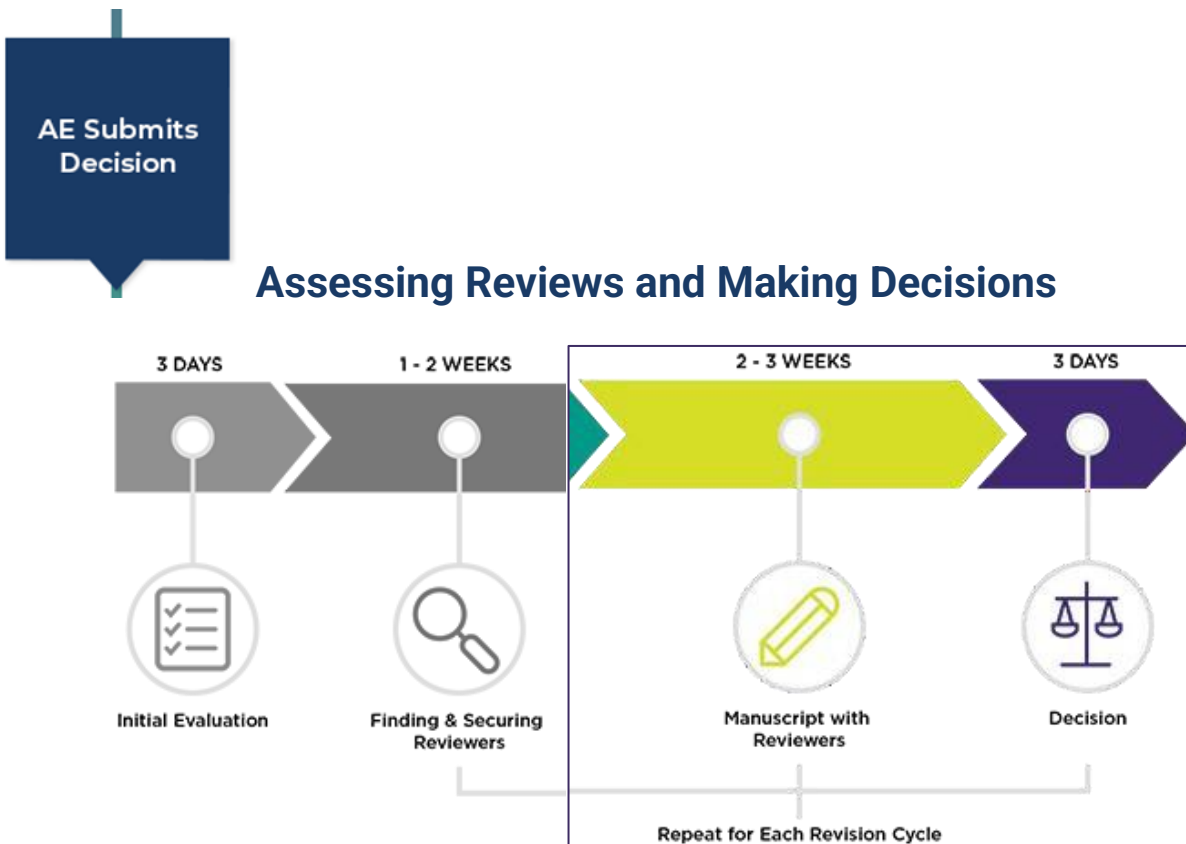 AE Submits
Decision
Assessing Reviews and Making Decisions
3 DAYS
1 - 2 WEEKS
2 - 3 WEEKS
3 DAYS
Initial Evaluation
Finding & Securing
Reviewers
Manuscript with
Reviewers
Decision
Repeat for Each Revision Cycle